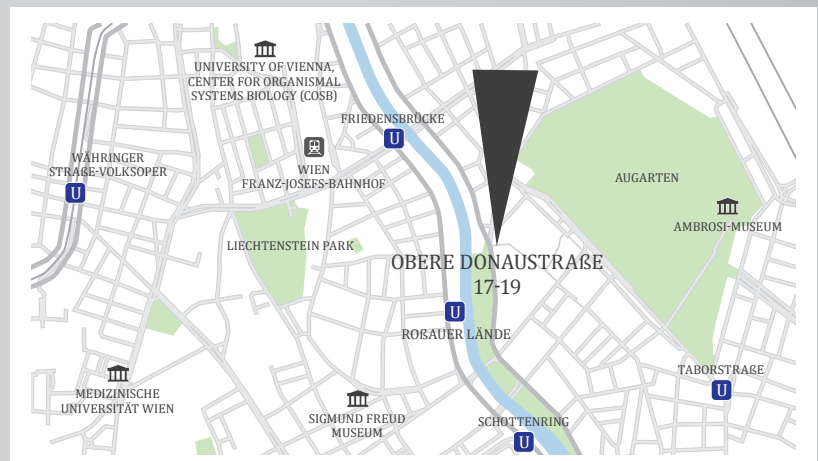 UNIVERSITY OF VIENNA,
CENTER FOR ORGANISMAL
SYSTEMS BIOLOGY (COSB)
FRIEDENSBRÜCKE
U
WÄHRINGER
STRAßE-VOLKSOPER
U
WIEN
FRANZ-JOSEFS-BAHNHOF
AUGARTEN
AMBROSI-MUSEUM
LIECHTENSTEIN PARK
OBERE DONAUSTRAßE
17-19
U
ROßAUER LÄNDE
MEDIZINISCHE
UNIVERSITÄT WIEN
SIGMUND FREUD
MUSEUM
TABORSTRAßE
U
SCHOTTENRING
U